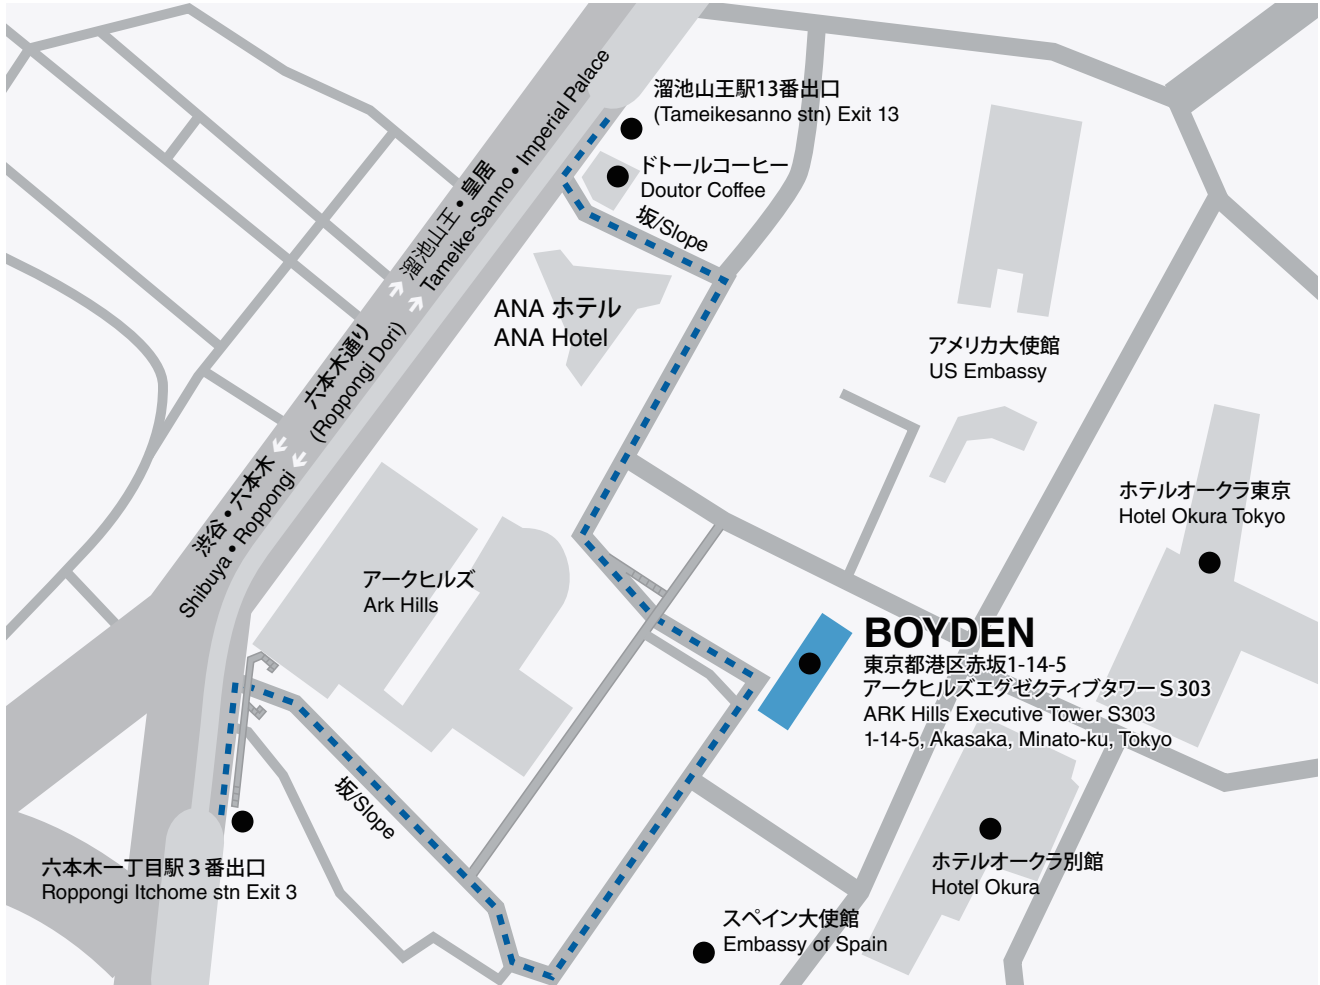 溜池山王駅13番出口
(Tameikesanno stn) Exit 13
ドトールコーヒー
Doutor Coffee
坂/Slope
溜池山王・皇居
Tameike-Sanno • Imperial Palace
ANA ホテル
ANA Hotel
六本木通り
(Roppongi Dori)
アメリカ大使館
US Embassy
渋谷・六本木
Shibuya • Roppongi
ホテルオークラ東京
Hotel Okura Tokyo
アークヒルズ
Ark Hills
BOYDEN
東京都港区赤坂1-14-5
アークヒルズエグゼクティブタワー S 303
ARK Hills Executive Tower S303
1-14-5, Akasaka, Minato-ku, Tokyo
坂/Slope
六本木一丁目駅 3 番出口
Roppongi Itchome stn Exit 3
ホテルオークラ別館
Hotel Okura
スペイン大使館
Embassy of Spain